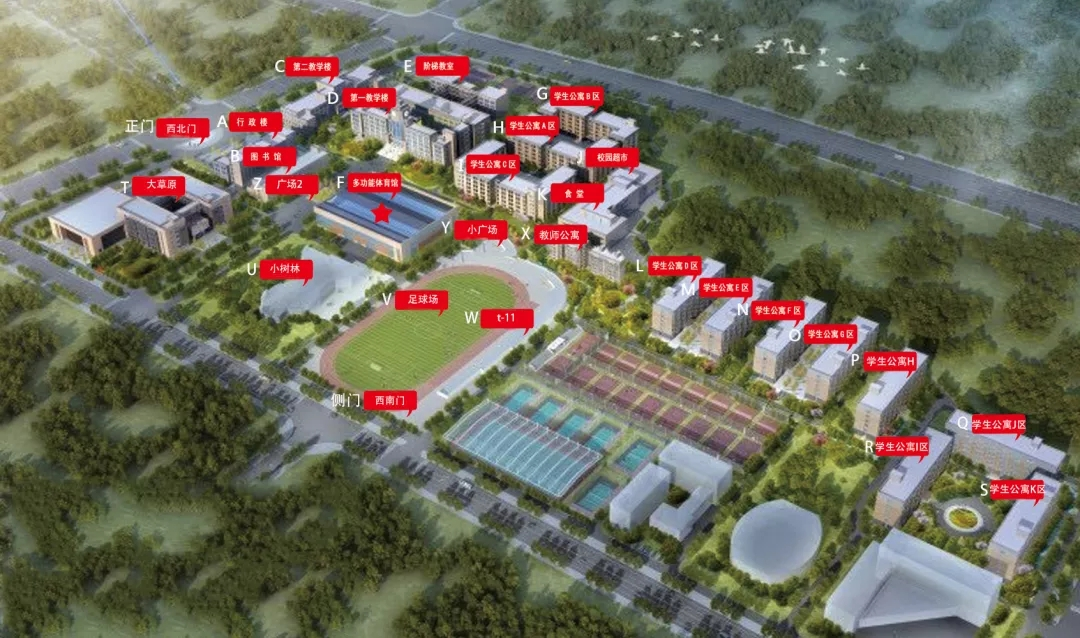 C 第二教学楼
E 阶梯教室
D 第一教学楼
G 学生公寓B区
A 行政楼
正门 西北门
H 学生公寓A区
B 图书馆
I 学生公寓C区
J 校园超市
T 大草原
Z 广场2
F 多功能体育馆
K 食堂
Y 小广场
X 教师公寓
U 小树林
L 学生公寓D区
M 学生公寓E区
V 足球场
N 学生公寓F区
W t-11
O 学生公寓G区
P 学生公寓H
侧门 西南门
Q 学生公寓J区
R 学生公寓I区
S 学生公寓K区